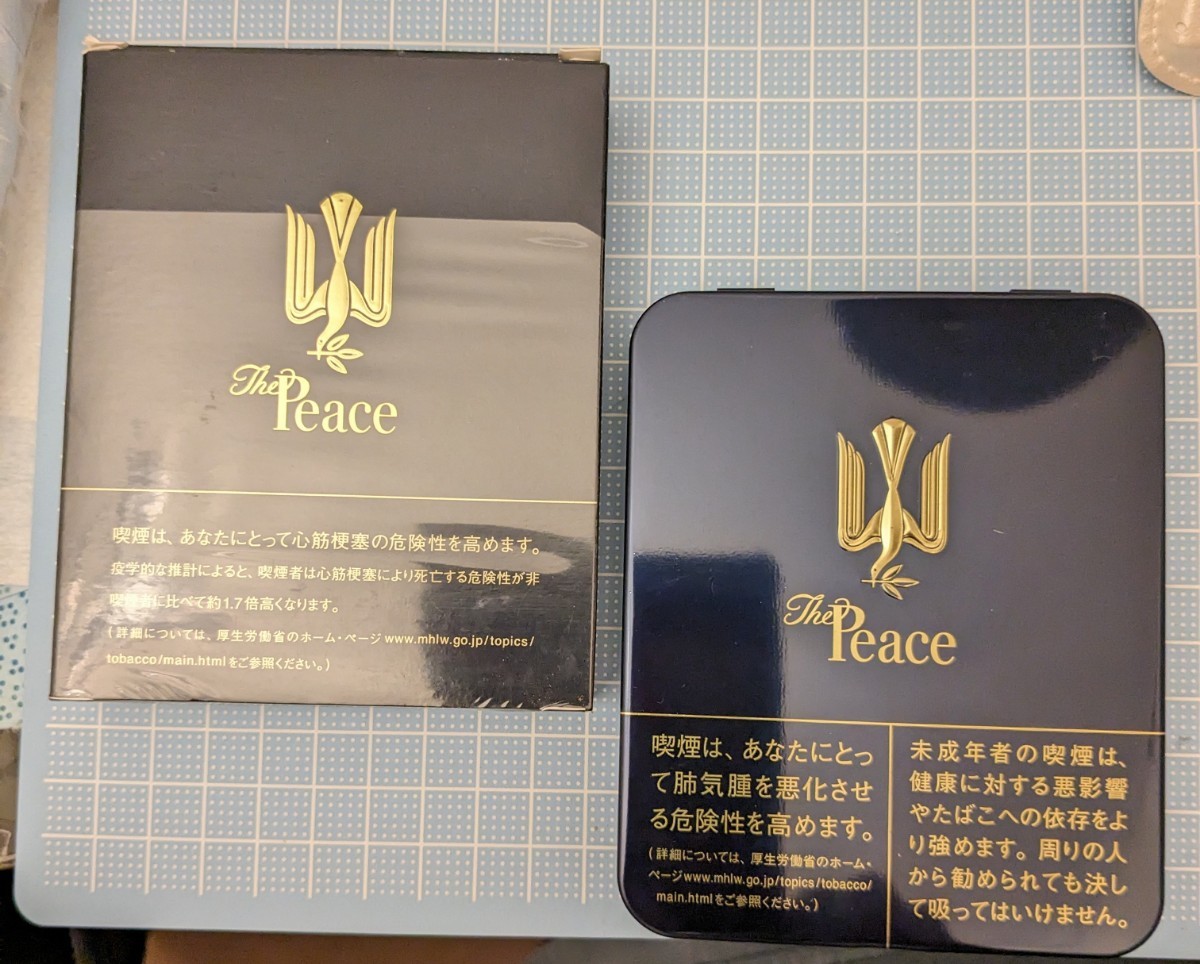 The
Peace
喫煙は、あなたにとって心筋梗塞の危険性を高めます。
疫学的な推計によると、喫煙者は心筋梗塞により死亡する危険性が非
喫煙者に比べて約1.7倍高くなります。
(詳細については、厚生労働省のホーム・ページ www.mhlw.go.jp/topics/
tobacco/main.htmlをご参照ください。)
The
Peace
喫煙は、あなたにとっ
て肺気腫を悪化させ
る危険性を高めます。
(詳細については、厚生労働省のホーム・
ページwww.mhlw.go.jp/topics/tobacco/
main.htmlをご参照ください。)
未成年者の喫煙は、
健康に対する悪影響
やたばこへの依存をよ
り強めます。周りの人
から勧められても決し
て吸ってはいけません。